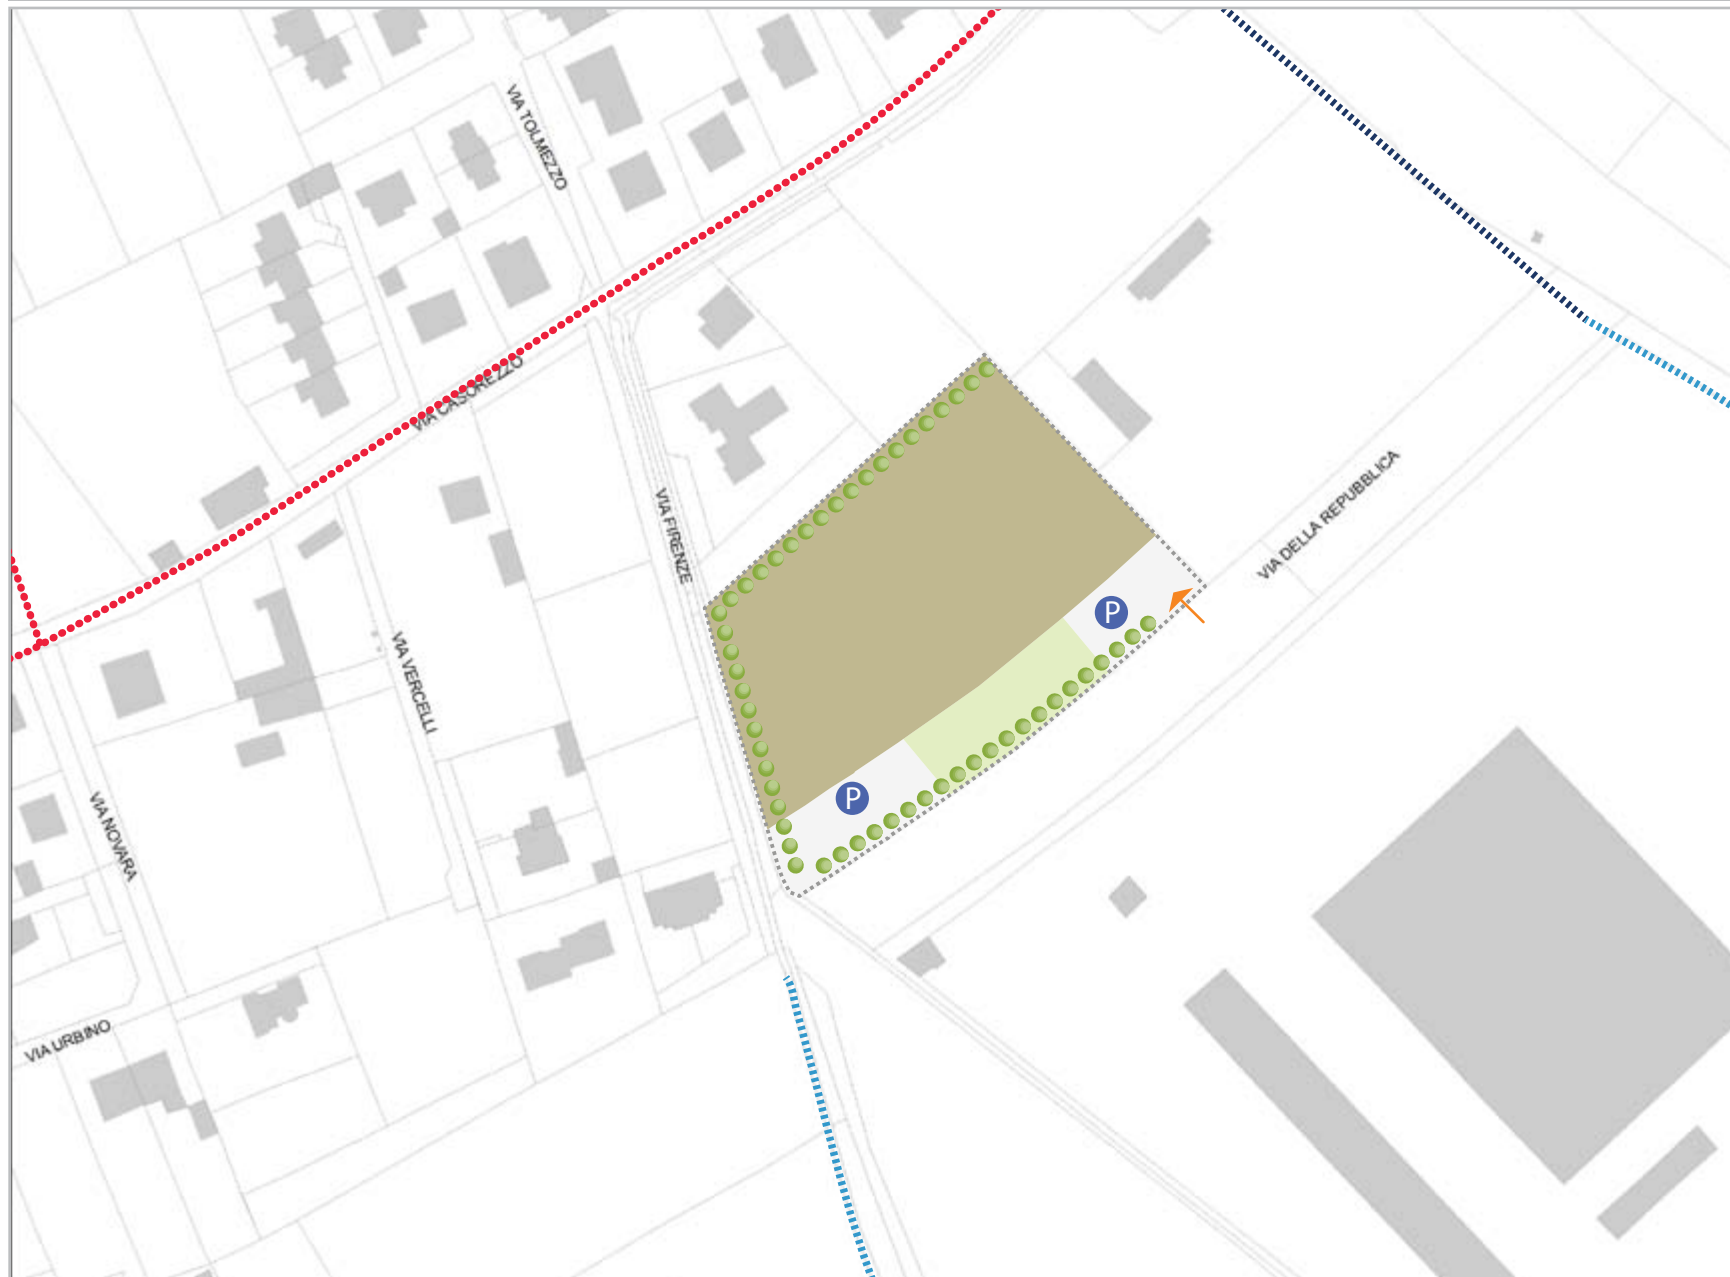 VIA TOLMEZZO
VIA CASOREZZO
VIA FIRENZE
VIA DELLA REPUBBLICA
P
VIA VERCELLI
P
VIA NOVARA
VIA URBINO